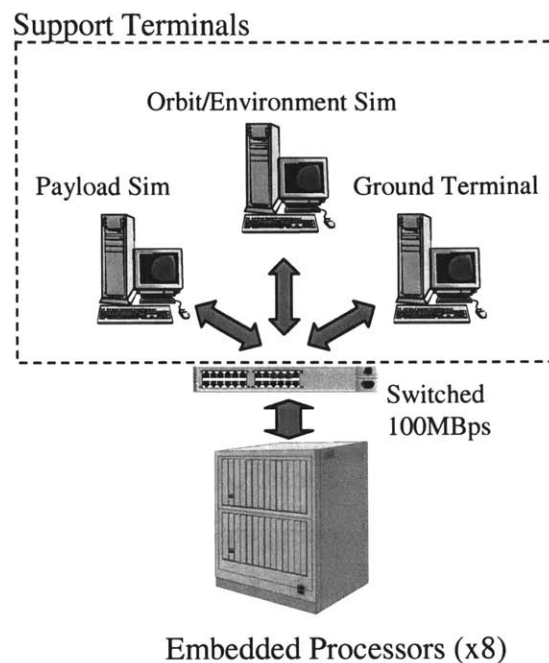 Support Terminals
Orbit/Environment Sim
Payload Sim
Ground Terminal
Switched
100MBps
Embedded Processors (x8)